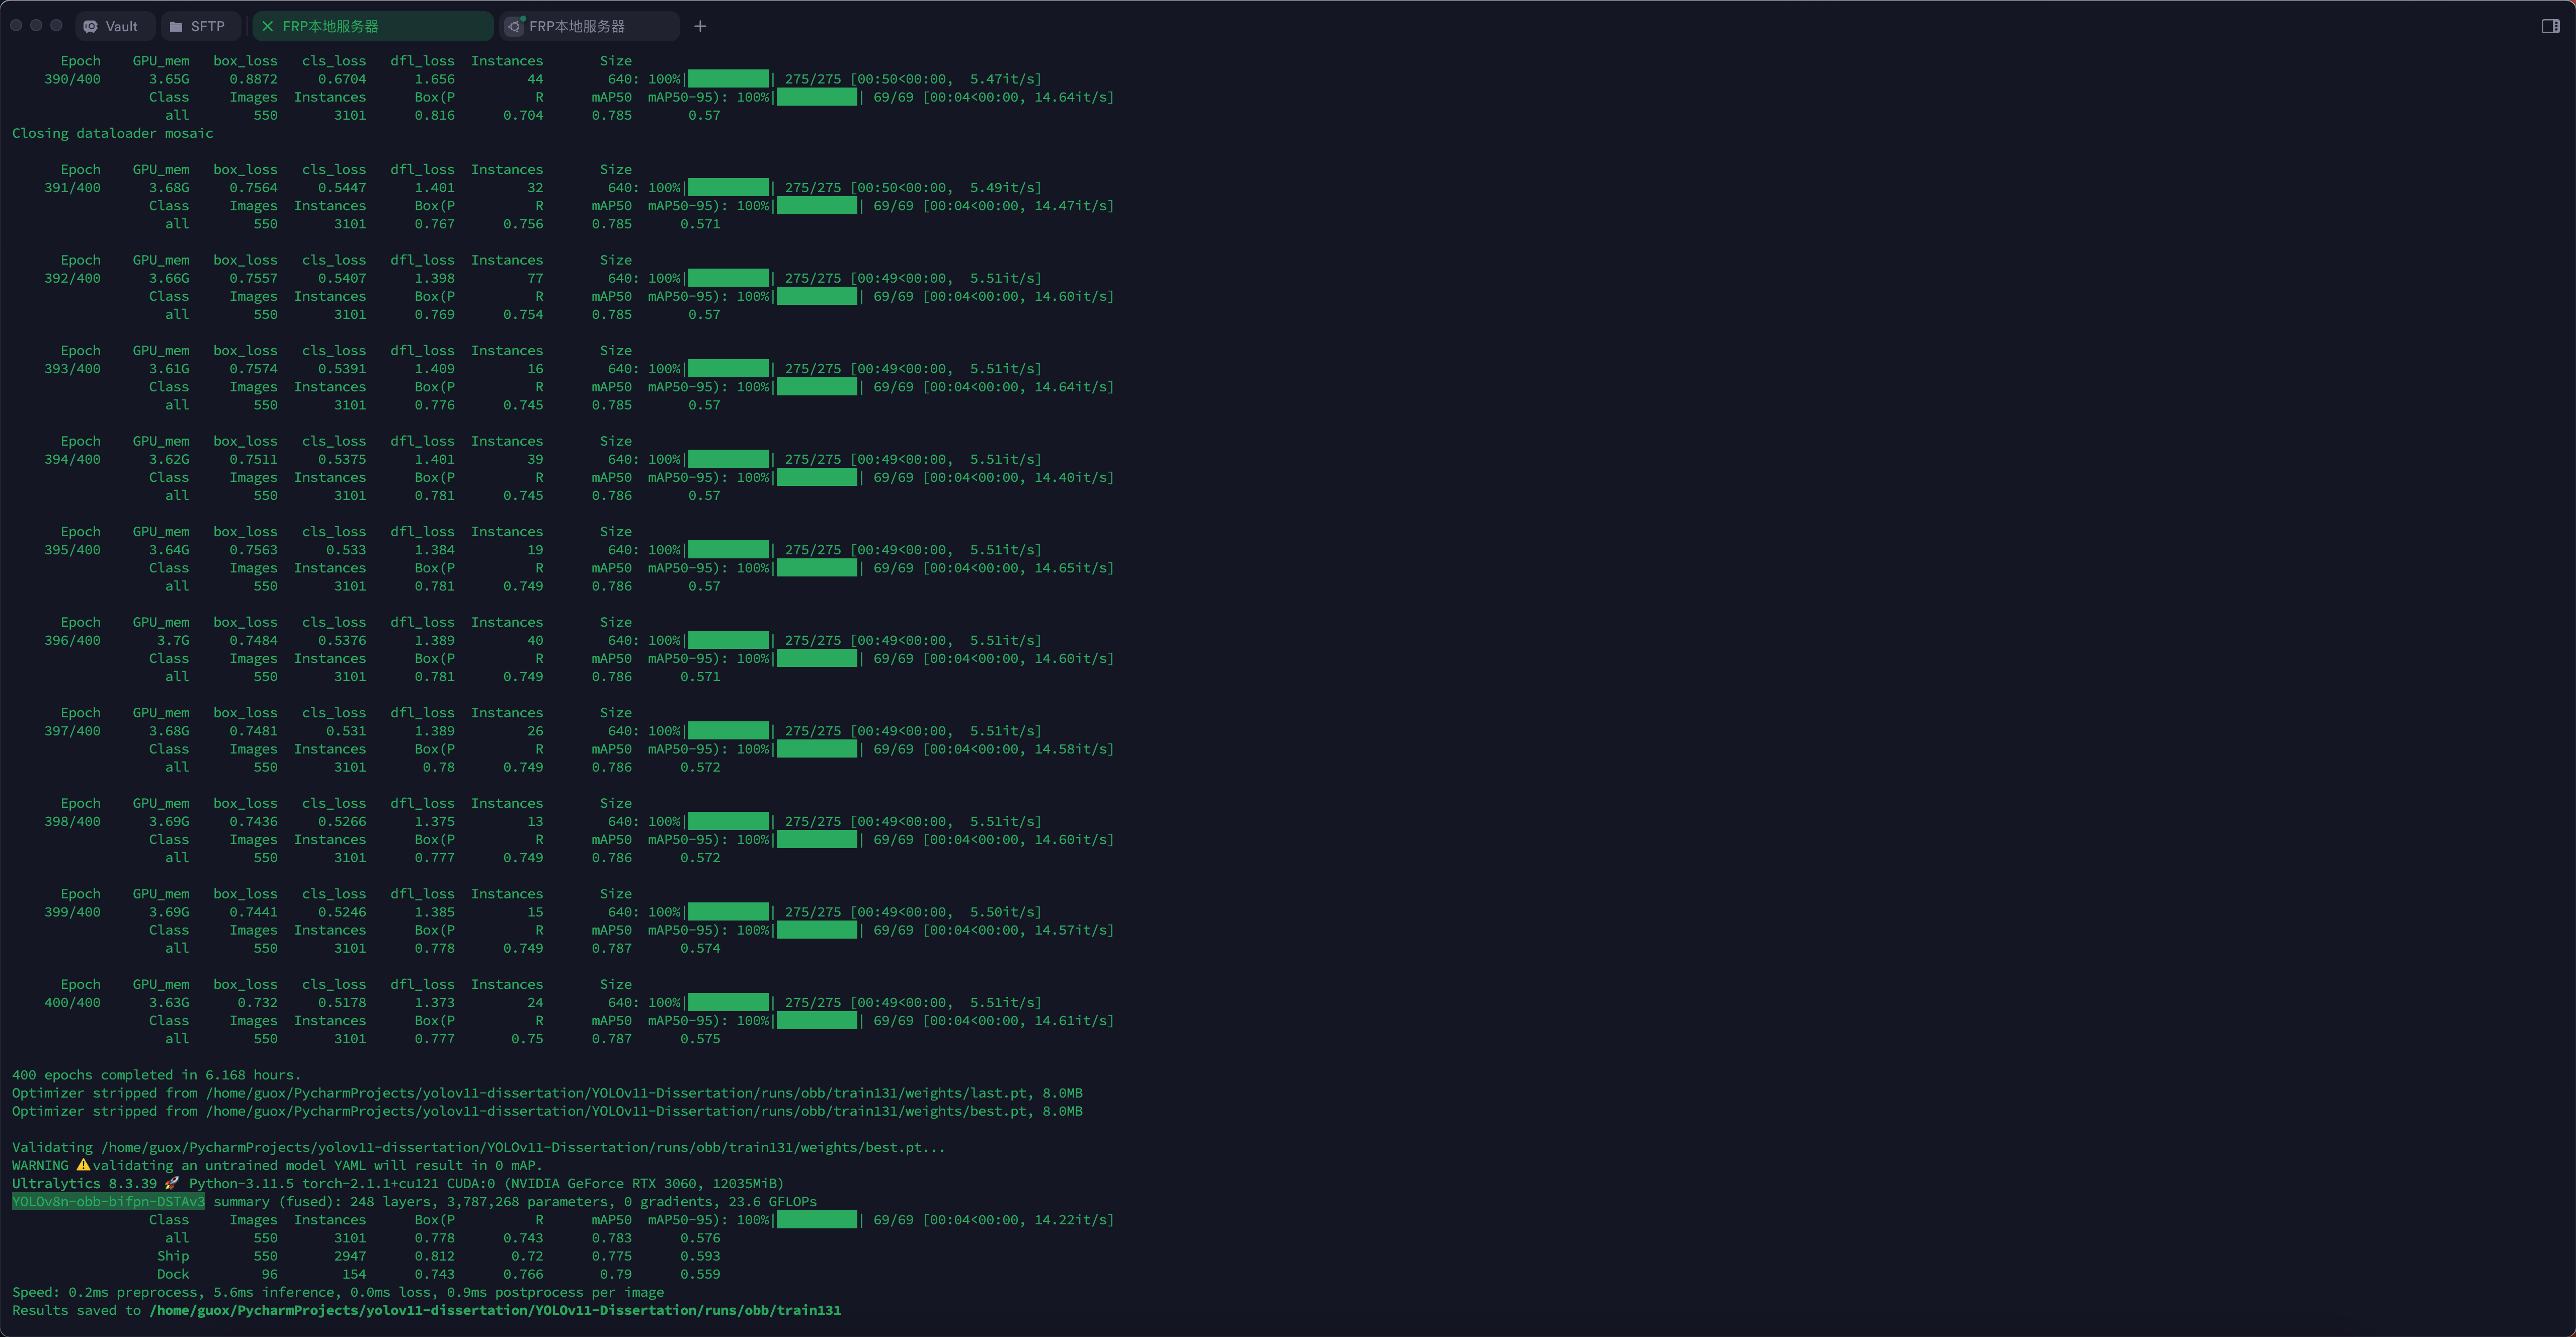 Vault SFTP FRP本地服务器 FRP本地服务器
Epoch GPU_mem box_loss cls_loss dfl_loss Instances Size
390/400 3.65G 0.8872 0.6704 1.656 44 640: 100%|██████████| 275/275 [00:50<00:00, 5.47it/s]
Class Images Instances Box(P R mAP50 mAP50-95): 100%|██████████| 69/69 [00:04<00:00, 14.64it/s]
all 550 3101 0.816 0.704 0.785 0.57
Closing dataloader mosaic
Epoch GPU_mem box_loss cls_loss dfl_loss Instances Size
391/400 3.68G 0.7564 0.5447 1.401 32 640: 100%|██████████| 275/275 [00:50<00:00, 5.49it/s]
Class Images Instances Box(P R mAP50 mAP50-95): 100%|██████████| 69/69 [00:04<00:00, 14.47it/s]
all 550 3101 0.767 0.756 0.785 0.571
Epoch GPU_mem box_loss cls_loss dfl_loss Instances Size
392/400 3.66G 0.7557 0.5407 1.398 77 640: 100%|██████████| 275/275 [00:49<00:00, 5.51it/s]
Class Images Instances Box(P R mAP50 mAP50-95): 100%|██████████| 69/69 [00:04<00:00, 14.60it/s]
all 550 3101 0.769 0.754 0.785 0.57
Epoch GPU_mem box_loss cls_loss dfl_loss Instances Size
393/400 3.61G 0.7574 0.5391 1.409 16 640: 100%|██████████| 275/275 [00:49<00:00, 5.51it/s]
Class Images Instances Box(P R mAP50 mAP50-95): 100%|██████████| 69/69 [00:04<00:00, 14.64it/s]
all 550 3101 0.776 0.745 0.785 0.57
Epoch GPU_mem box_loss cls_loss dfl_loss Instances Size
394/400 3.62G 0.7511 0.5375 1.401 39 640: 100%|██████████| 275/275 [00:49<00:00, 5.51it/s]
Class Images Instances Box(P R mAP50 mAP50-95): 100%|██████████| 69/69 [00:04<00:00, 14.40it/s]
all 550 3101 0.781 0.745 0.786 0.57
Epoch GPU_mem box_loss cls_loss dfl_loss Instances Size
395/400 3.64G 0.7563 0.533 1.384 19 640: 100%|██████████| 275/275 [00:49<00:00, 5.51it/s]
Class Images Instances Box(P R mAP50 mAP50-95): 100%|██████████| 69/69 [00:04<00:00, 14.65it/s]
all 550 3101 0.781 0.749 0.786 0.57
Epoch GPU_mem box_loss cls_loss dfl_loss Instances Size
396/400 3.7G 0.7484 0.5376 1.389 40 640: 100%|██████████| 275/275 [00:49<00:00, 5.51it/s]
Class Images Instances Box(P R mAP50 mAP50-95): 100%|██████████| 69/69 [00:04<00:00, 14.60it/s]
all 550 3101 0.781 0.749 0.786 0.571
Epoch GPU_mem box_loss cls_loss dfl_loss Instances Size
397/400 3.68G 0.7481 0.531 1.389 26 640: 100%|██████████| 275/275 [00:49<00:00, 5.51it/s]
Class Images Instances Box(P R mAP50 mAP50-95): 100%|██████████| 69/69 [00:04<00:00, 14.58it/s]
all 550 3101 0.78 0.749 0.786 0.572
Epoch GPU_mem box_loss cls_loss dfl_loss Instances Size
398/400 3.69G 0.7436 0.5266 1.375 13 640: 100%|██████████| 275/275 [00:49<00:00, 5.51it/s]
Class Images Instances Box(P R mAP50 mAP50-95): 100%|██████████| 69/69 [00:04<00:00, 14.60it/s]
all 550 3101 0.777 0.749 0.786 0.572
Epoch GPU_mem box_loss cls_loss dfl_loss Instances Size
399/400 3.69G 0.7441 0.5246 1.385 15 640: 100%|██████████| 275/275 [00:49<00:00, 5.50it/s]
Class Images Instances Box(P R mAP50 mAP50-95): 100%|██████████| 69/69 [00:04<00:00, 14.57it/s]
all 550 3101 0.778 0.749 0.787 0.574
Epoch GPU_mem box_loss cls_loss dfl_loss Instances Size
400/400 3.63G 0.732 0.5178 1.373 24 640: 100%|██████████| 275/275 [00:49<00:00, 5.51it/s]
Class Images Instances Box(P R mAP50 mAP50-95): 100%|██████████| 69/69 [00:04<00:00, 14.61it/s]
all 550 3101 0.777 0.75 0.787 0.575
400 epochs completed in 6.168 hours.
Optimizer stripped from /home/guox/PycharmProjects/yolov11-dissertation/YOLOv11-Dissertation/runs/obb/train131/weights/last.pt, 8.0MB
Optimizer stripped from /home/guox/PycharmProjects/yolov11-dissertation/YOLOv11-Dissertation/runs/obb/train131/weights/best.pt, 8.0MB
Validating /home/guox/PycharmProjects/yolov11-dissertation/YOLOv11-Dissertation/runs/obb/train131/weights/best.pt...
WARNING ⚠️validating an untrained model YAML will result in 0 mAP.
Ultralytics 8.3.39 🚀 Python-3.11.5 torch-2.1.1+cu121 CUDA:0 (NVIDIA GeForce RTX 3060, 12035MiB)
YOLOv8n-obb-bifpn-DSTAv3 summary (fused): 248 layers, 3,787,268 parameters, 0 gradients, 23.6 GFLOPs
Class Images Instances Box(P R mAP50 mAP50-95): 100%|██████████| 69/69 [00:04<00:00, 14.22it/s]
all 550 3101 0.778 0.743 0.783 0.576
Ship 550 2947 0.812 0.72 0.775 0.593
Dock 96 154 0.743 0.766 0.79 0.559
Speed: 0.2ms preprocess, 5.6ms inference, 0.0ms loss, 0.9ms postprocess per image
Results saved to /home/guox/PycharmProjects/yolov11-dissertation/YOLOv11-Dissertation/runs/obb/train131